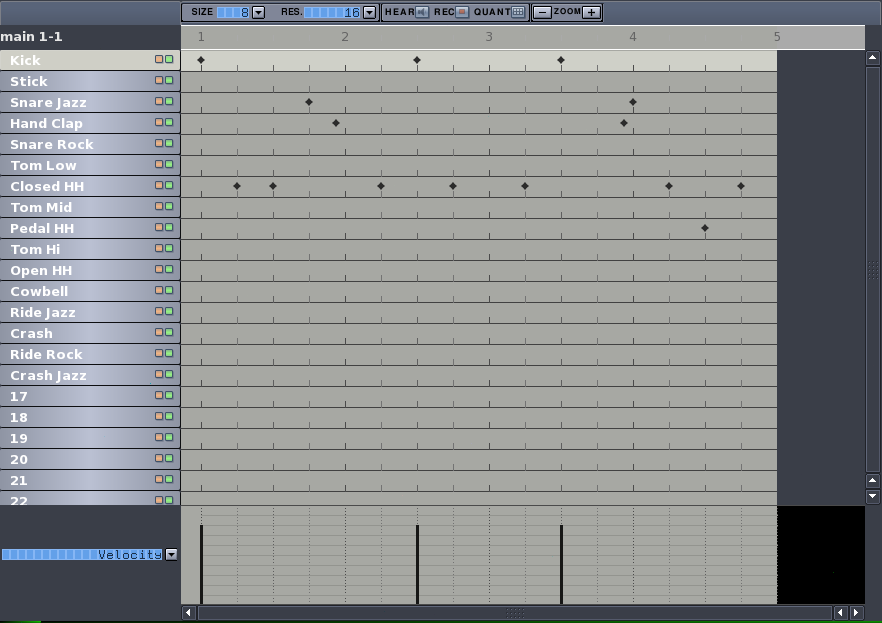 SIZE 8 RES. 16 HEAR REC QUANT ZOOM
main 1-1 1 2 3 4 5
Kick
Stick
Snare Jazz
Hand Clap
Snare Rock
Tom Low
Closed HH
Tom Mid
Pedal HH
Tom Hi
Open HH
Cowbell
Ride Jazz
Crash
Ride Rock
Crash Jazz
17
18
19
20
21
22
Velocity